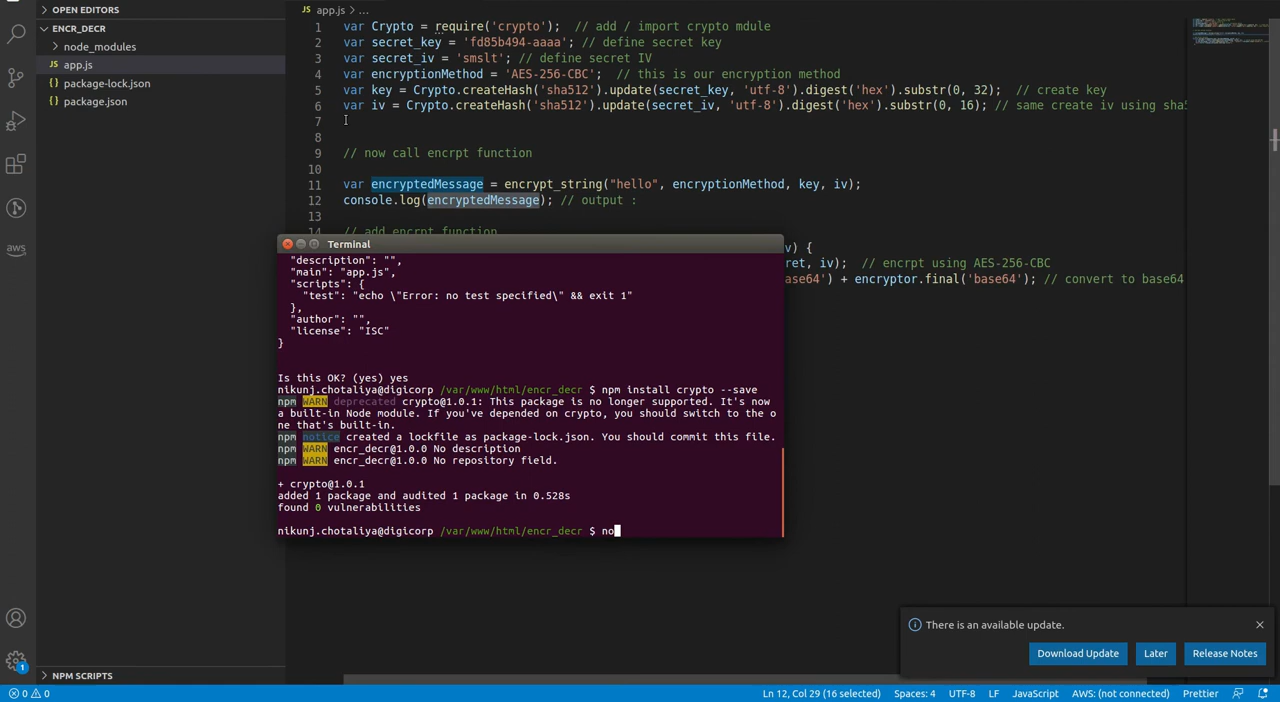 OPEN EDITORS
ENCR_DECR
node_modules
app.js
package-lock.json
package.json
NPM SCRIPTS
JS app.js > ...
1 var Crypto = require('crypto');  // add / import crypto mdule
2 var secret_key = 'fd85b494-aaaa'; // define secret key
3 var secret_iv = 'smslt'; // define secret IV
4 var encryptionMethod = 'AES-256-CBC';  // this is our encryption method
5 var key = Crypto.createHash('sha512').update(secret_key, 'utf-8').digest('hex').substr(0, 32);  // create key
6 var iv = Crypto.createHash('sha512').update(secret_iv, 'utf-8').digest('hex').substr(0, 16); // same create iv using sha5
7
8
9 // now call encrpt function
10
11 var encryptedMessage = encrypt_string("hello", encryptionMethod, key, iv);
12 console.log(encryptedMessage); // output :
13
14 // add encrpt function
v) {
ret, iv);  // encrpt using AES-256-CBC
ase64') + encryptor.final('base64'); // convert to base64
Terminal
"description": "",
"main": "app.js",
"scripts": {
"test": "echo \"Error: no test specified\" && exit 1"
},
"author": "",
"license": "ISC"
}
Is this OK? (yes) yes
nikunj.chotaliya@digicorp /var/www/html/encr_decr $ npm install crypto --save
npm WARN deprecated crypto@1.0.1: This package is no longer supported. It's now
a built-in Node module. If you've depended on crypto, you should switch to the o
ne that's built-in.
npm notice created a lockfile as package-lock.json. You should commit this file.
npm WARN encr_decr@1.0.0 No description
npm WARN encr_decr@1.0.0 No repository field.
+ crypto@1.0.1
added 1 package and audited 1 package in 0.528s
found 0 vulnerabilities
nikunj.chotaliya@digicorp /var/www/html/encr_decr $ no
aws
1
There is an available update.
Download Update Later Release Notes
0 0 Ln 12, Col 29 (16 selected) Spaces: 4 UTF-8 LF JavaScript AWS: (not connected) Prettier